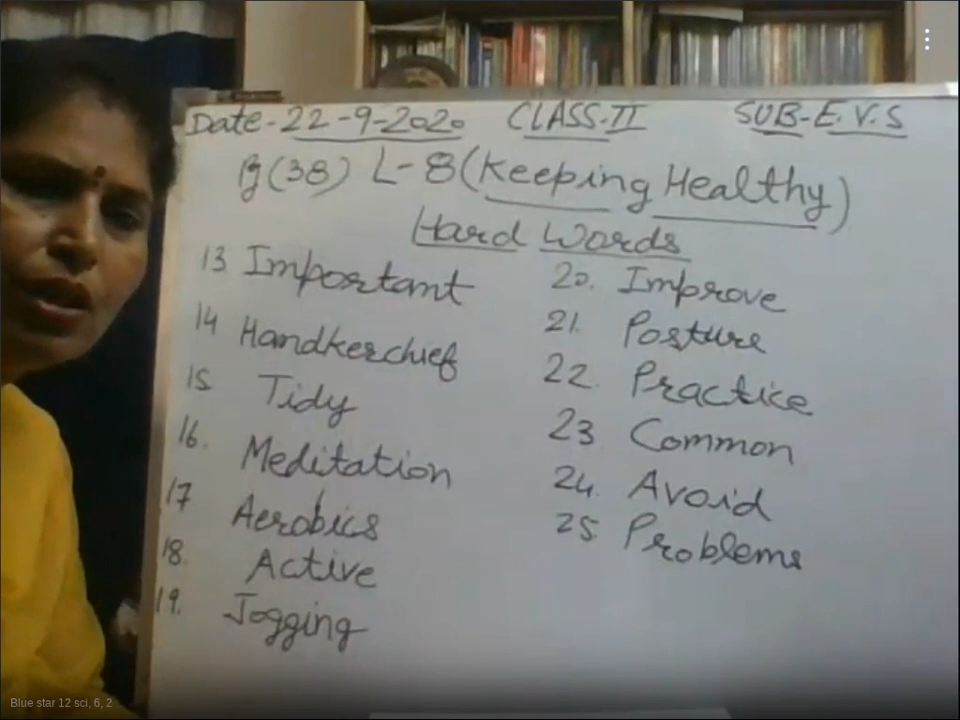 Date-22-9-2020 CLASS-II SUB-E.V.S
Pg(38) L-8(Keeping Healthy)
Hard Words
13 Important
14 Handkerchief
15 Tidy
16. Meditation
17 Aerobics
18. Active
19. Jogging
20. Improve
21. Posture
22. Practice
23 Common
24. Avoid
25. Problems
Blue star 12 sci, 6, 2